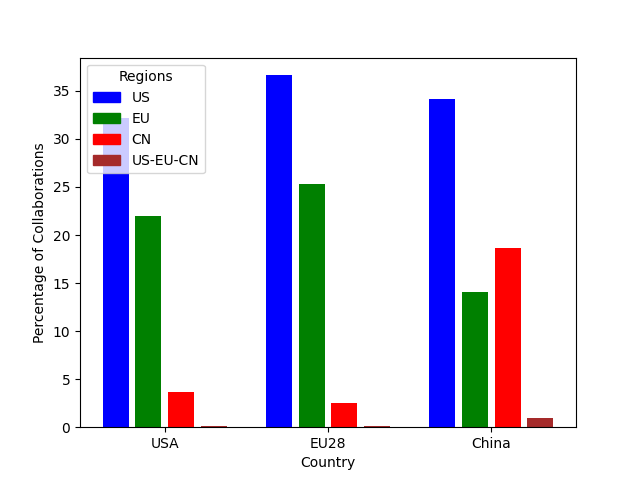 Regions
US
EU
CN
US-EU-CN
Percentage of Collaborations
35
30
25
20
15
10
5
0
USA
EU28
China
Country